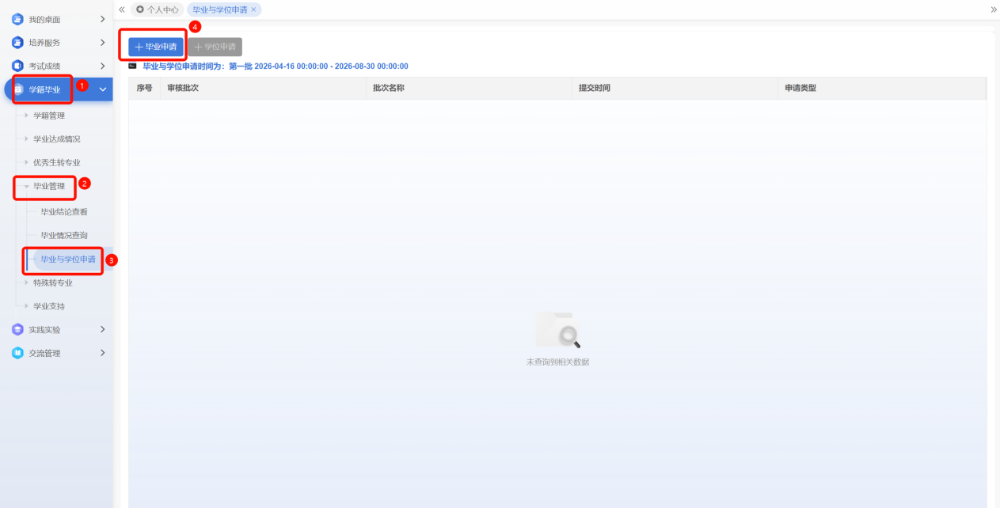 我的桌面
培养服务
考试成绩
学籍毕业
1
学籍管理
学业达成情况
优秀生转专业
毕业管理
2
毕业结论查看
毕业情况查询
毕业与学位申请
3
特殊转专业
学业支持
实践实验
交流管理
个人中心 毕业与学位申请 ×
4
+ 毕业申请 + 学位申请
毕业与学位申请时间为：第一批 2026-04-16 00:00:00 - 2026-08-30 00:00:00
序号 审核批次 批次名称 提交时间 申请类型
未查询到相关数据